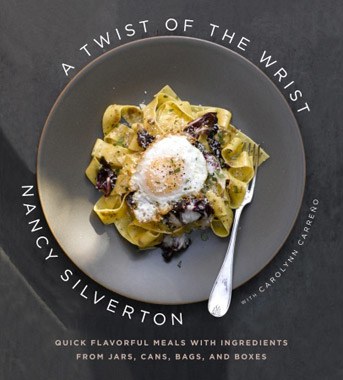 A TWIST OF THE WRIST
NANCY SILVERTON
WITH CAROLYNN CARREÑO
QUICK FLAVORFUL MEALS WITH INGREDIENTS
FROM JARS, CANS, BAGS, AND BOXES